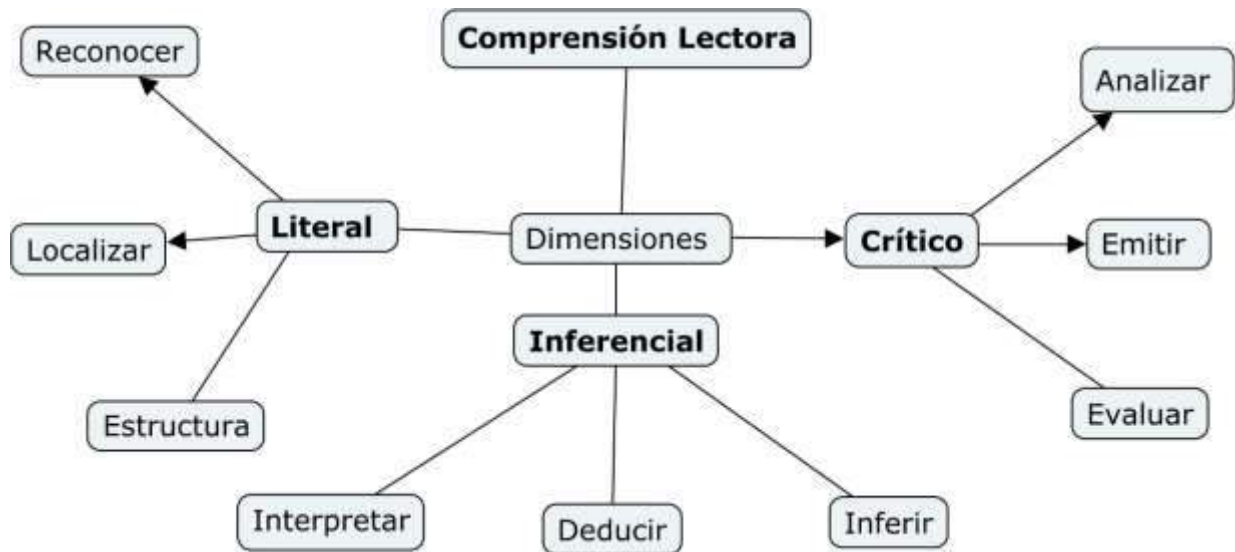 Comprensión Lectora
Reconocer
Analizar
Literal
Dimensiones
Crítico
Localizar
Emitir
Inferencial
Estructura
Evaluar
Interpretar
Deducir
Inferir